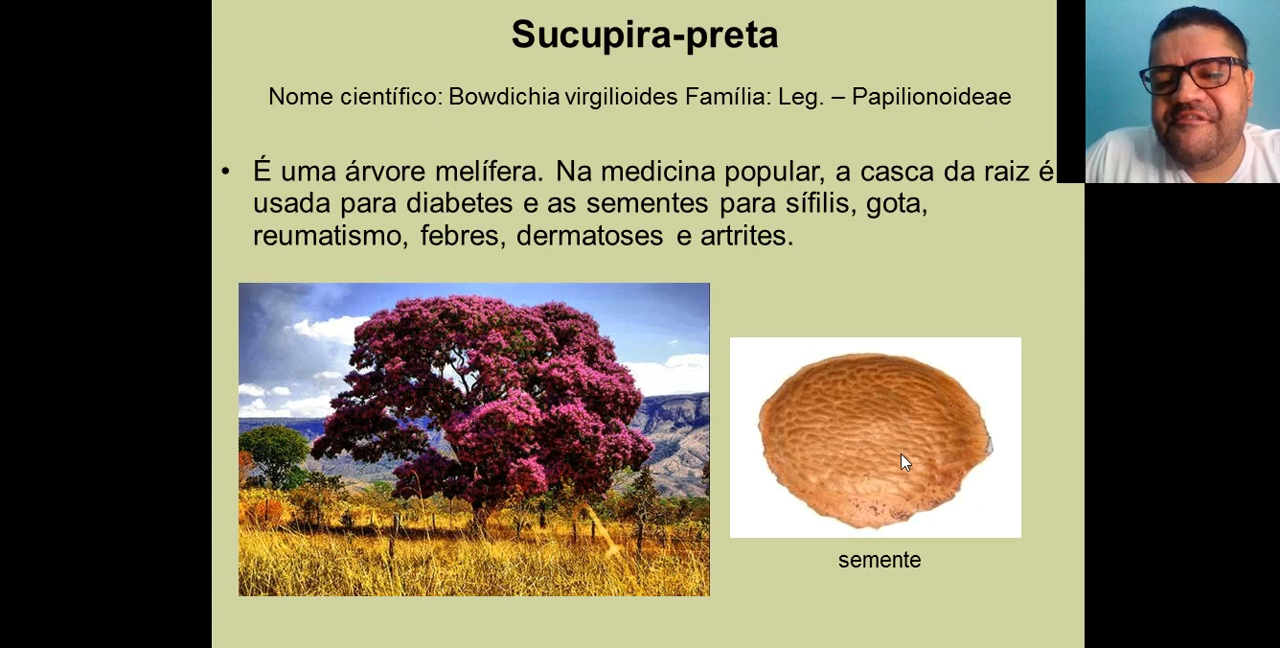 Sucupira-preta
Nome científico: Bowdichia virgilioides Família: Leg. – Papilionoideae
• É uma árvore melífera. Na medicina popular, a casca da raiz é
usada para diabetes e as sementes para sífilis, gota,
reumatismo, febres, dermatoses e artrites.
semente